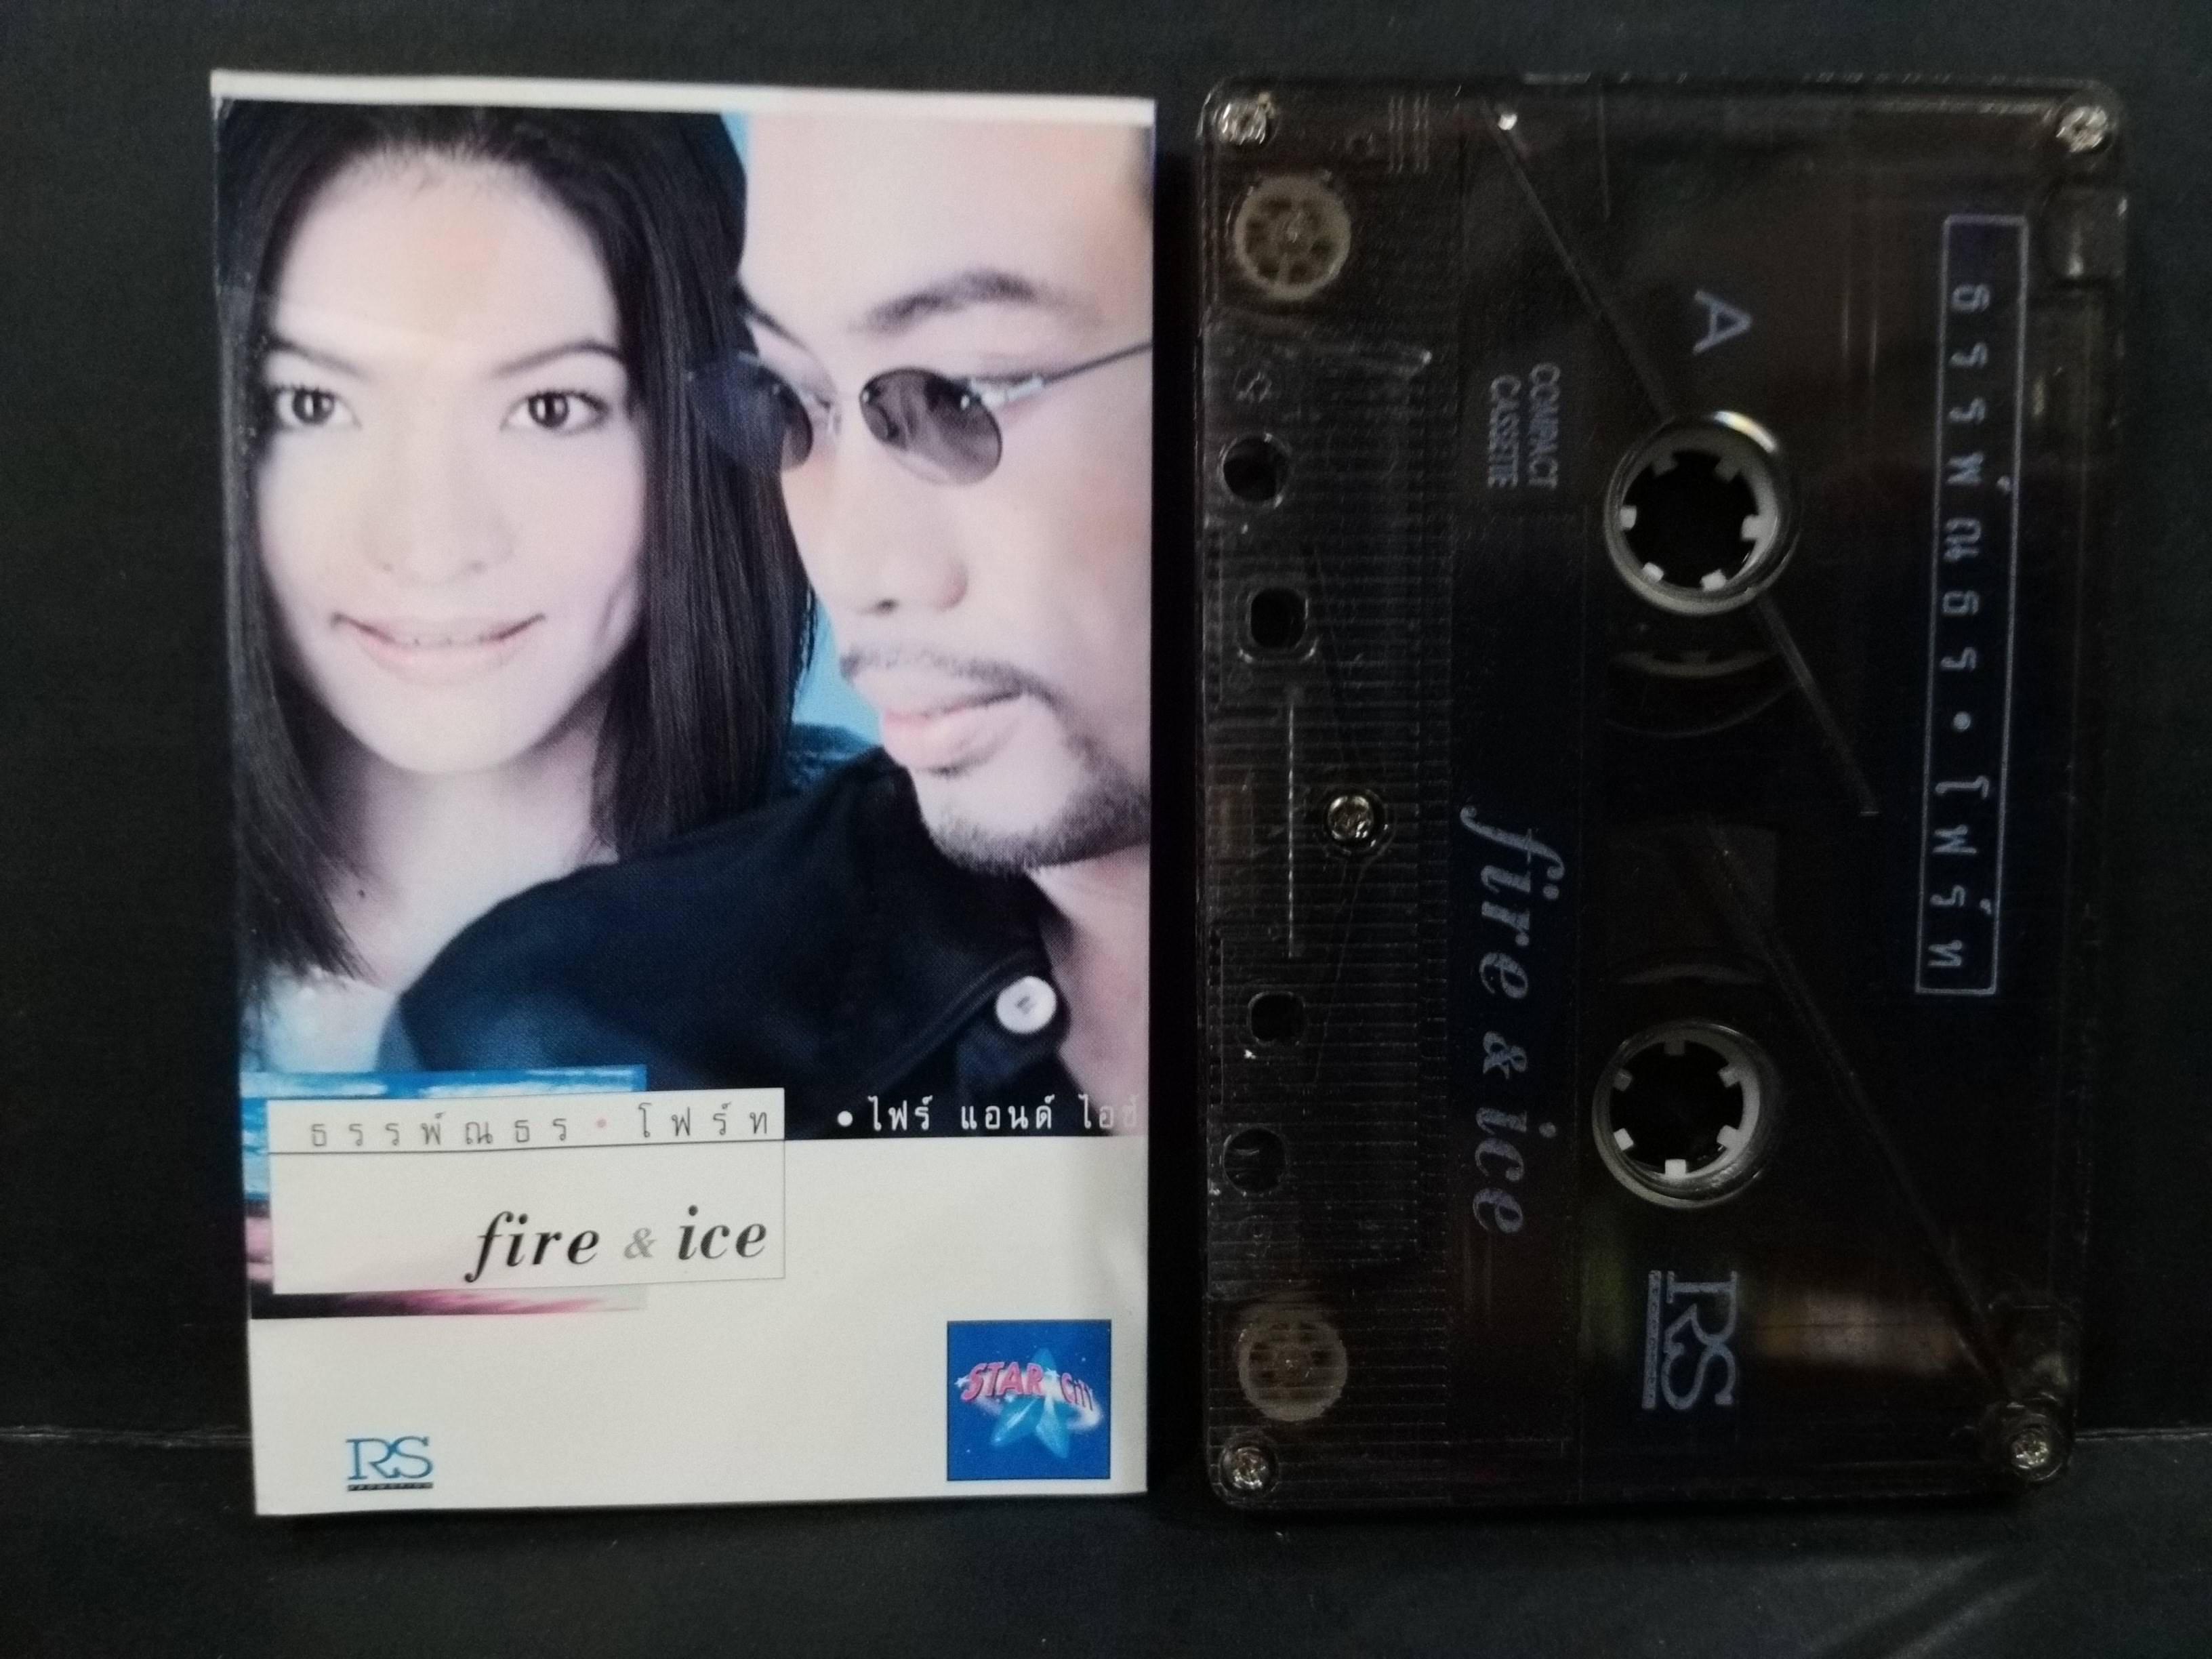 ธรรพ์ณธร • โฟร์ท
• ไฟร์ แอนด์ ไอซ์
fire & ice
STAR CITY
RS
PROMOTION
A
COMPACT
CASSETTE
ธรรพ์ณธร • โฟร์ท
fire & ice
RS